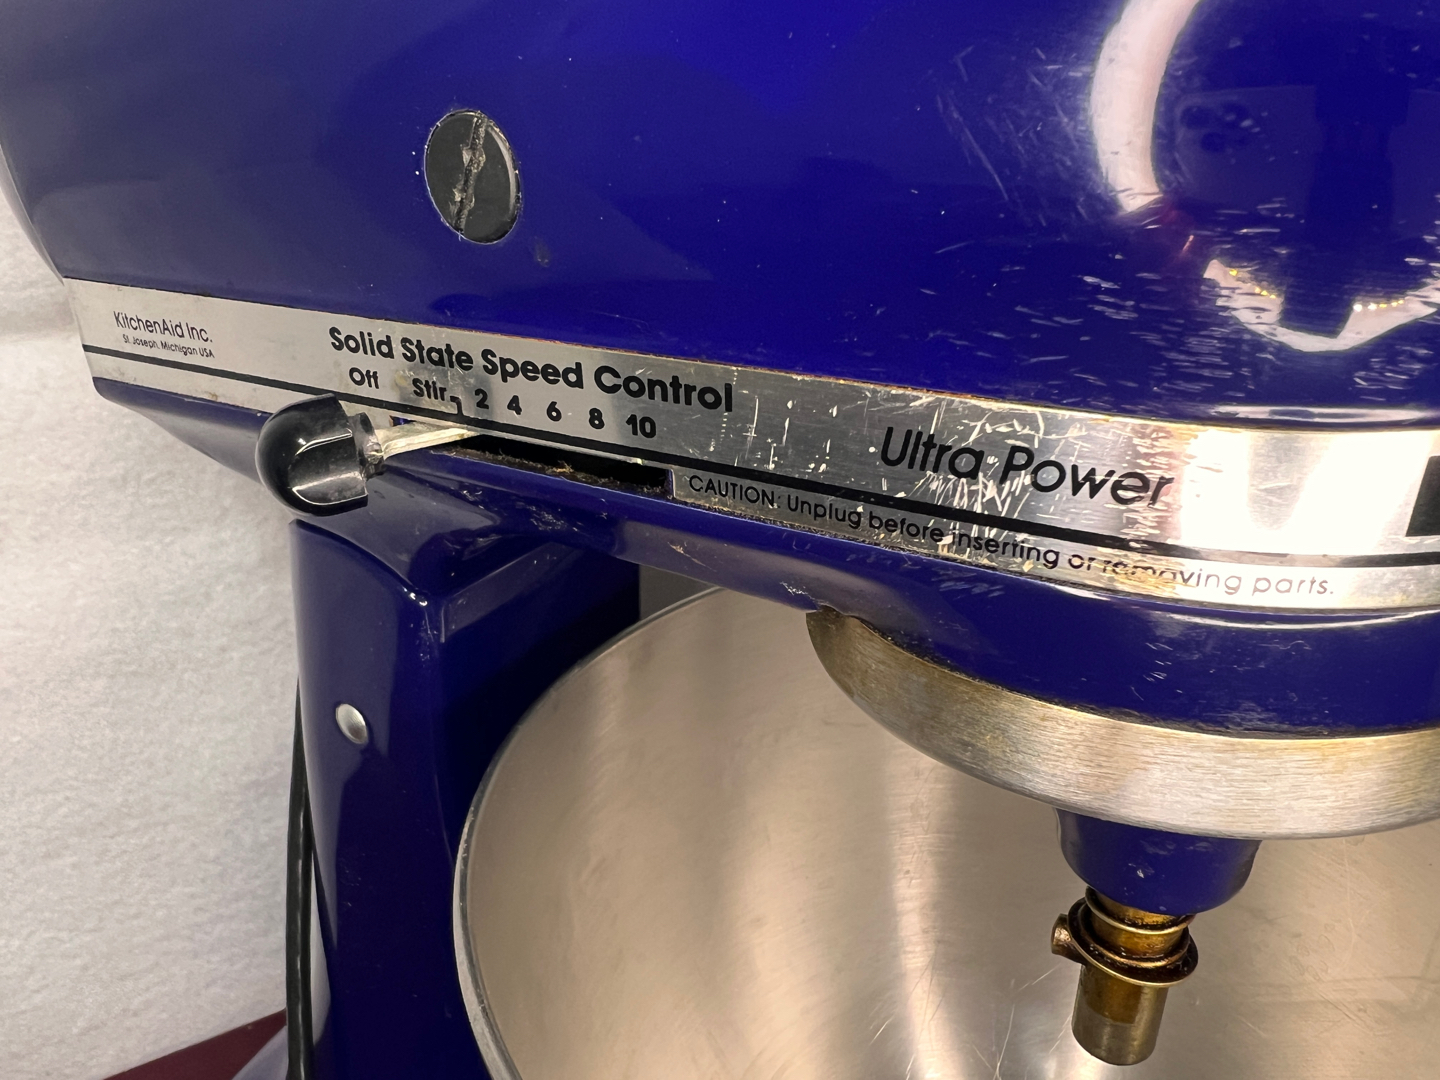 KitchenAid Inc.
St. Joseph, Michigan USA
Solid State Speed Control
Off Stir 2 4 6 8 10
Ultra Power
CAUTION: Unplug before inserting or removing parts.